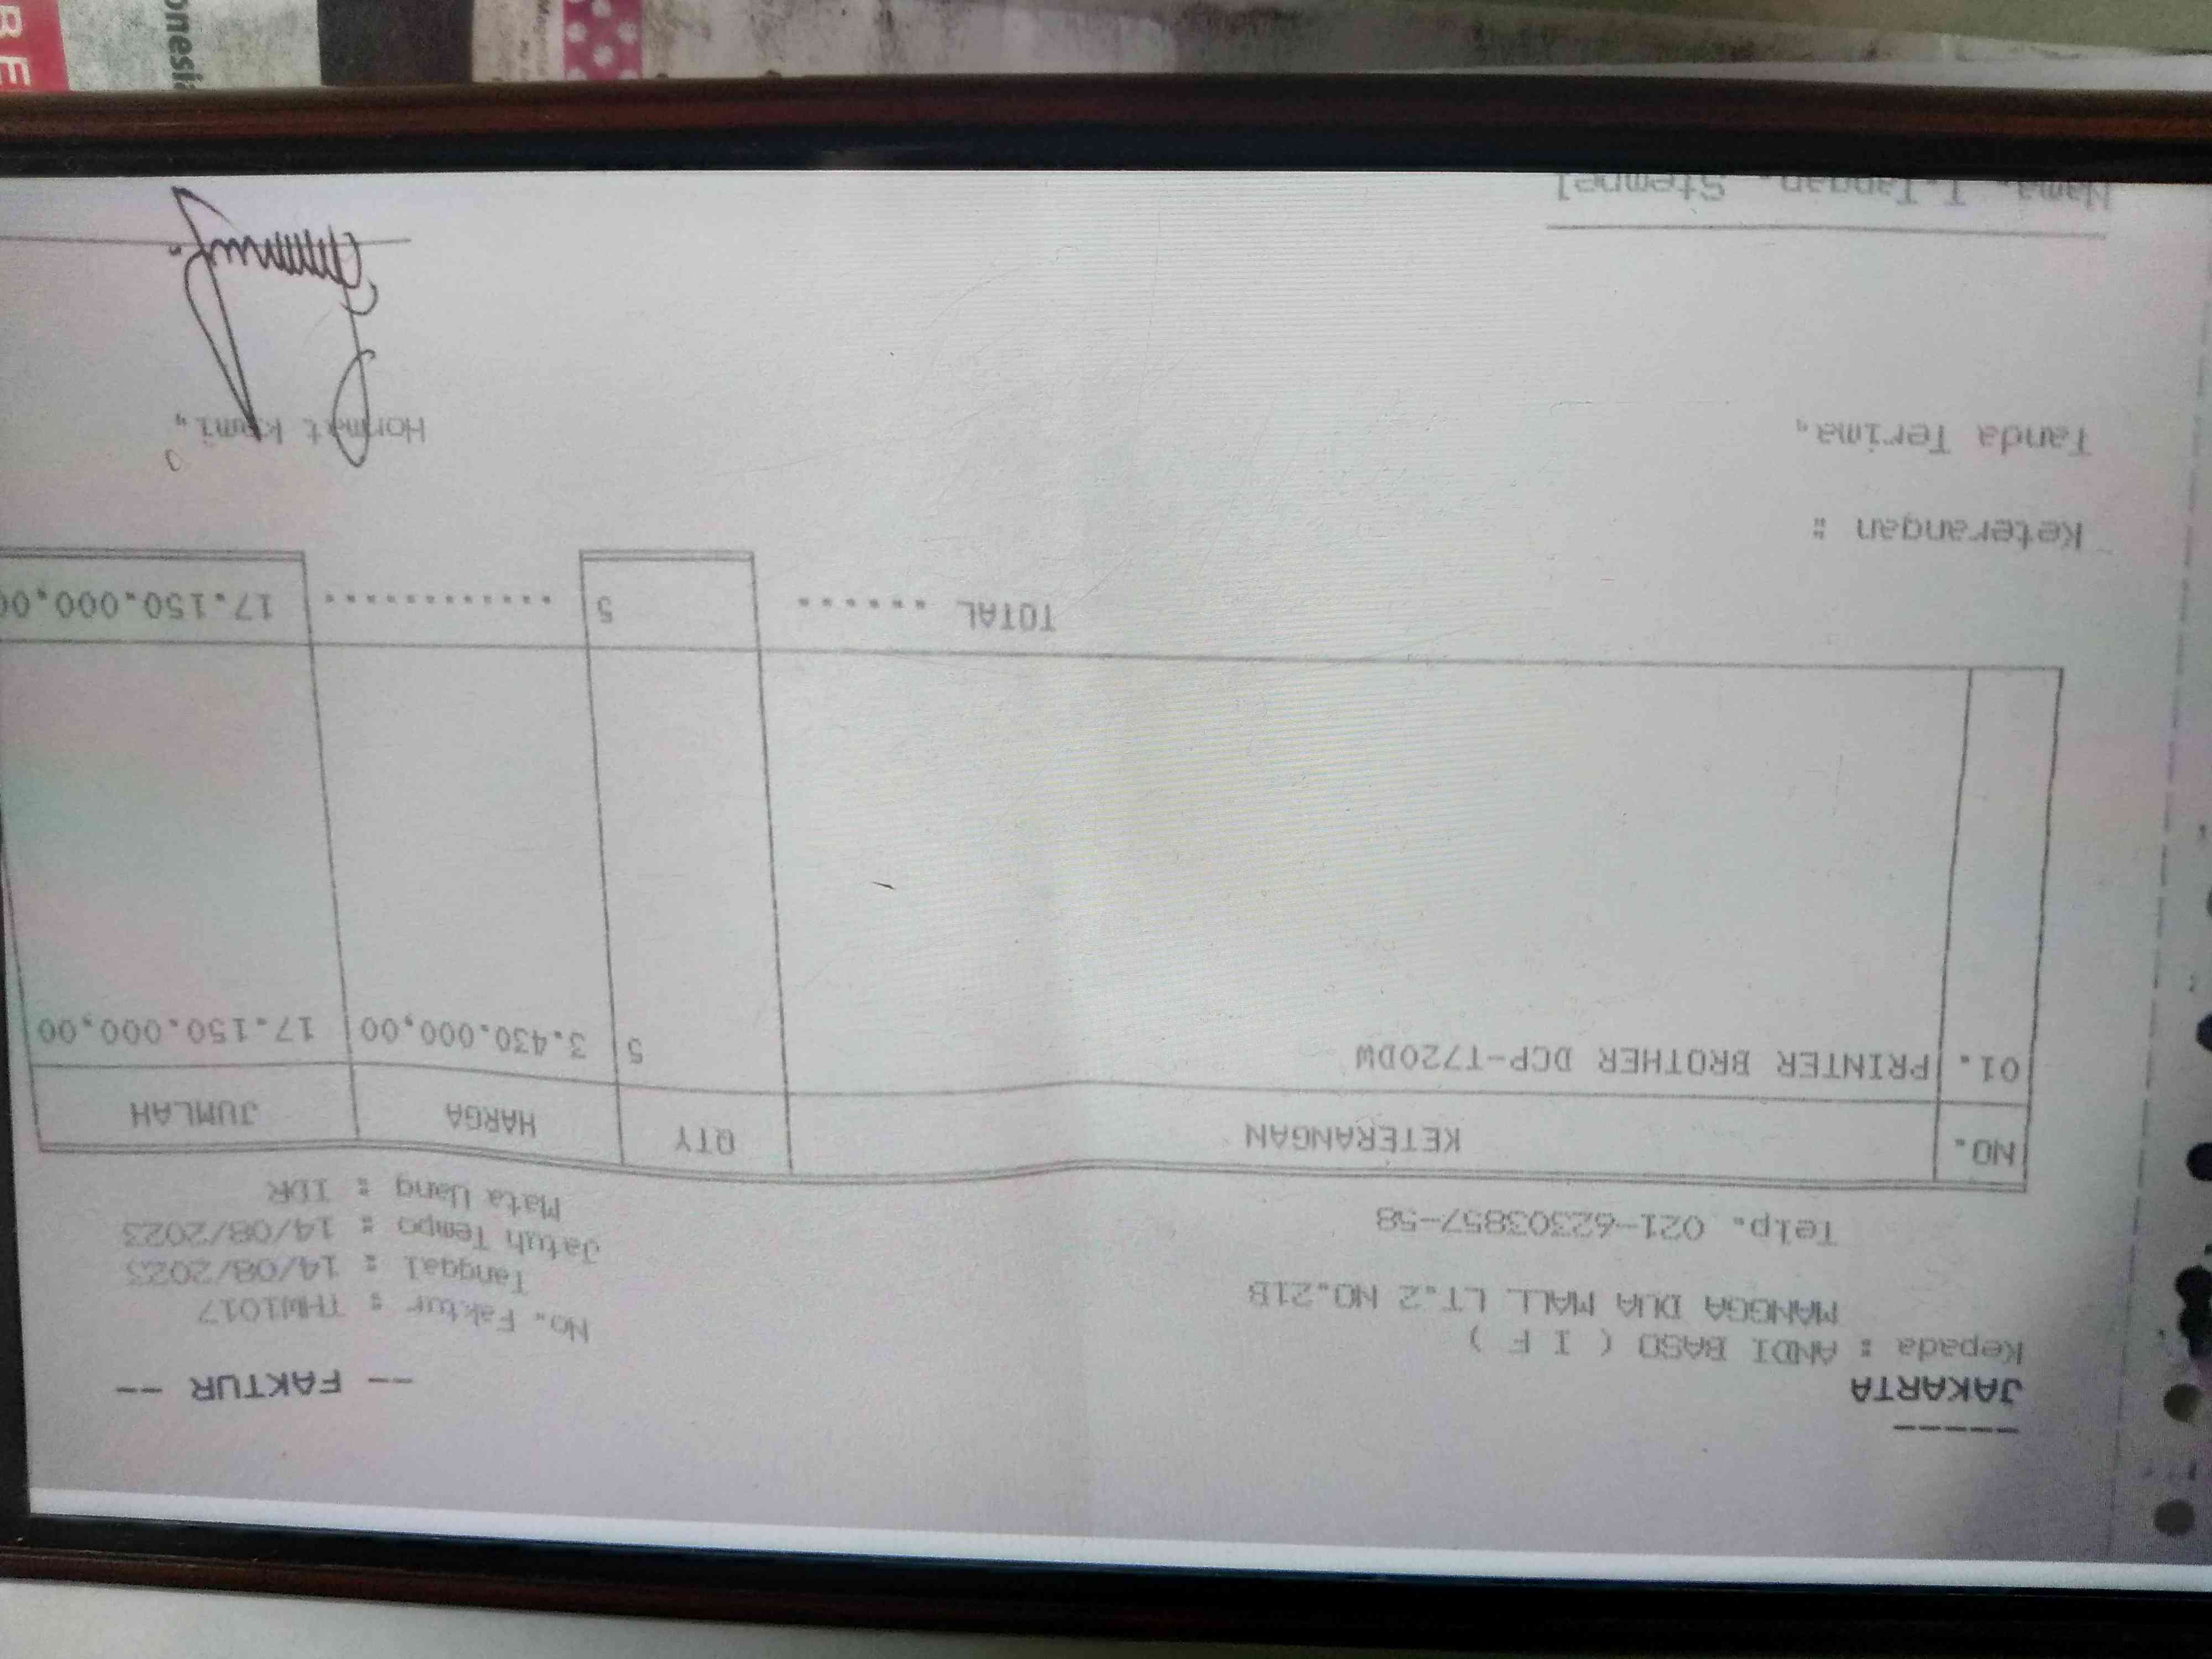 JAKARTA
-- FAKTUR --
Kepada : ANDI BASO ( I F )
MANGGA DUA MALL LT.2 NO.21B
Telp. 021-62303857-58
No. Faktur : THW1017
Tanggal : 14/08/2023
Jatuh Tempo : 14/08/2023
Mata Uang : IDR
NO. KETERANGAN QTY HARGA JUMLAH
01. PRINTER BROTHER DCP-T720DW 5 3.430.000,00 17.150.000,00
TOTAL ...... 5 ............. 17.150.000,00
Keterangan :
Tanda Terima, Hormat Kami,
Nama, T.Tangan, Stempel
onesia
BE